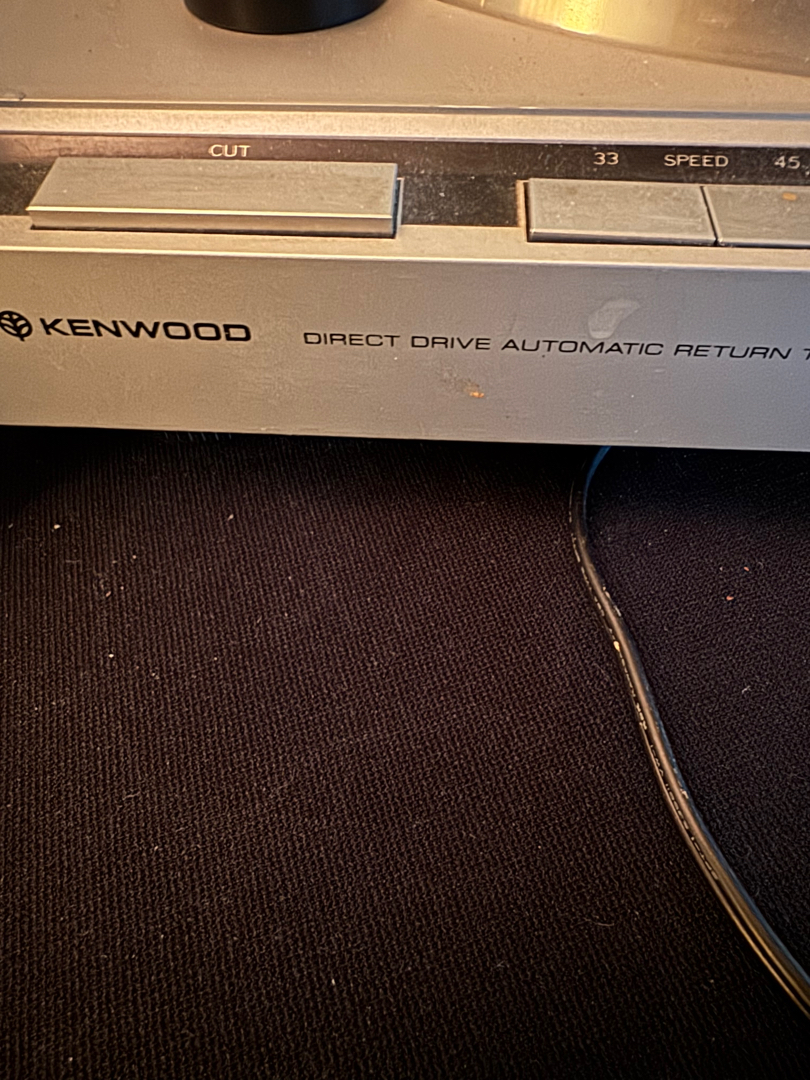 CUT
33 SPEED 45
KENWOOD DIRECT DRIVE AUTOMATIC RETURN